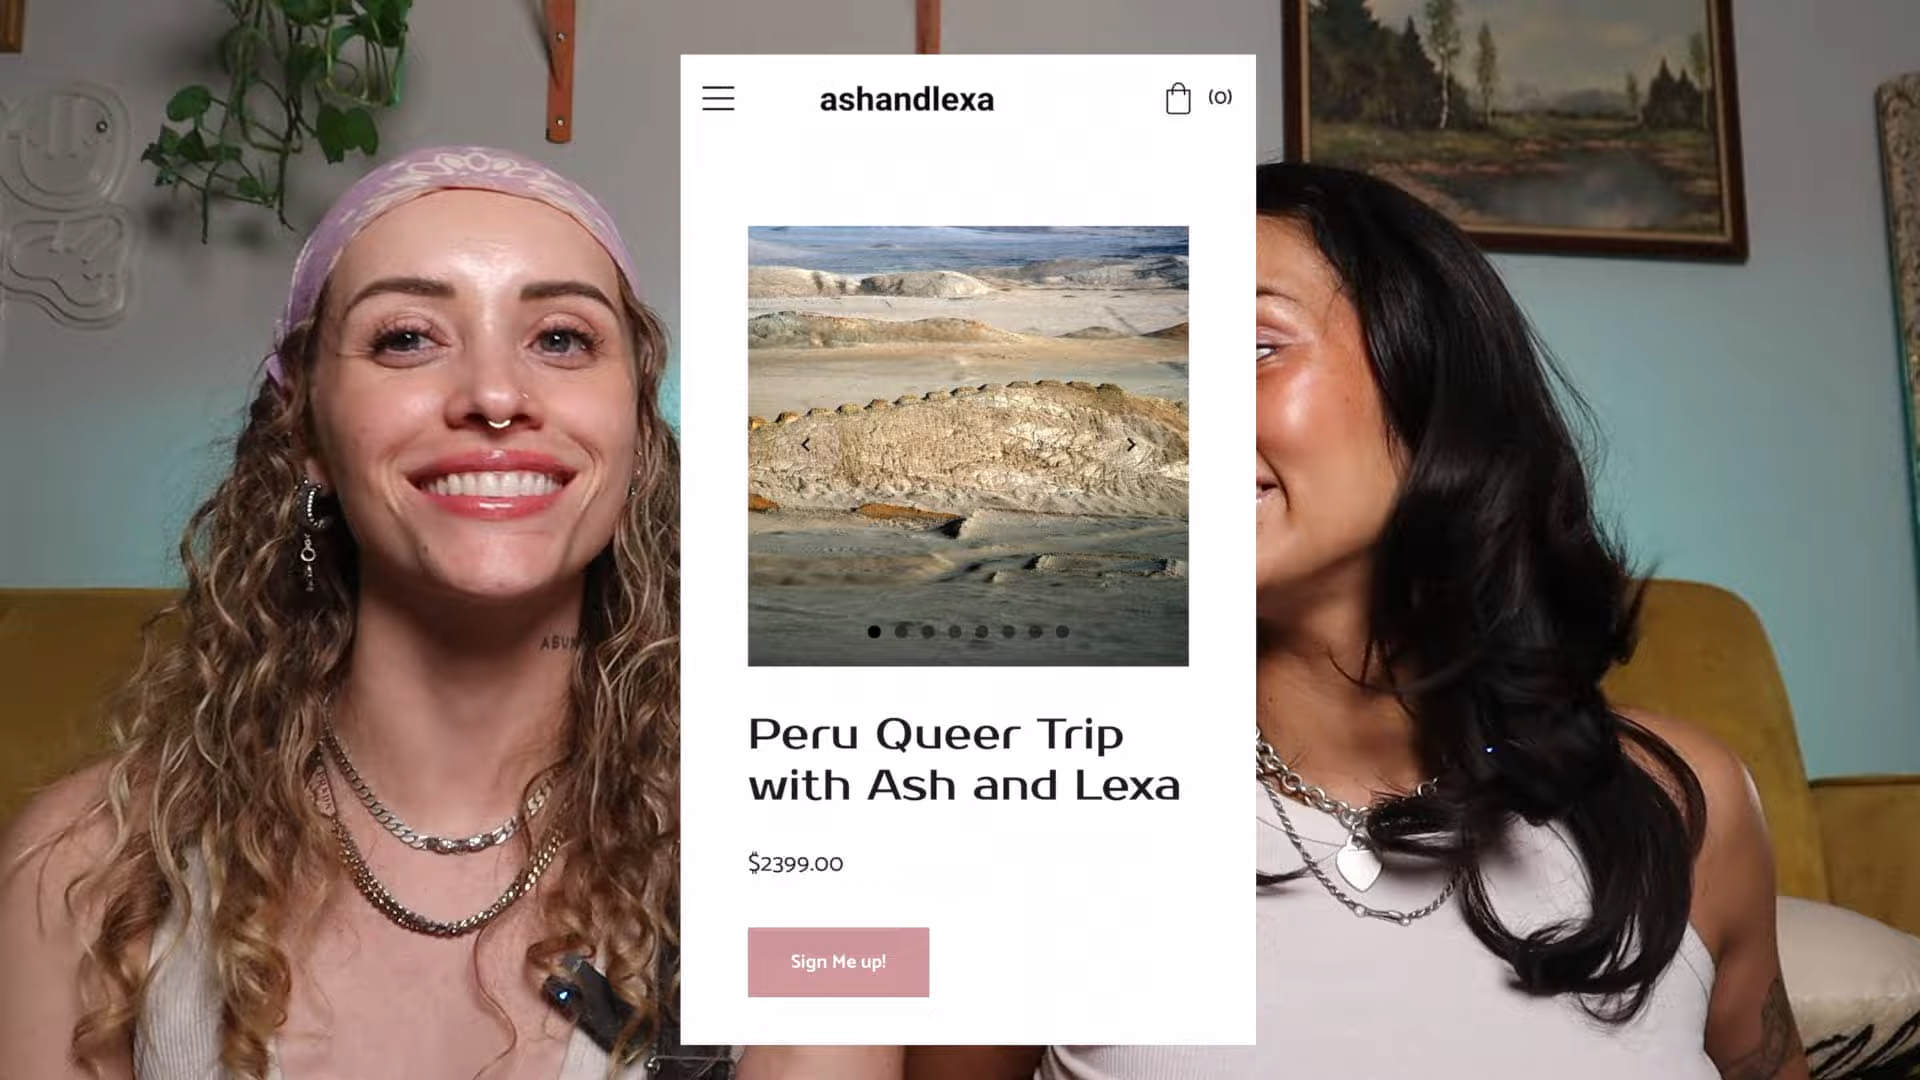 ashandlexa
(0)
Peru Queer Trip
with Ash and Lexa
$2399.00
Sign Me up!